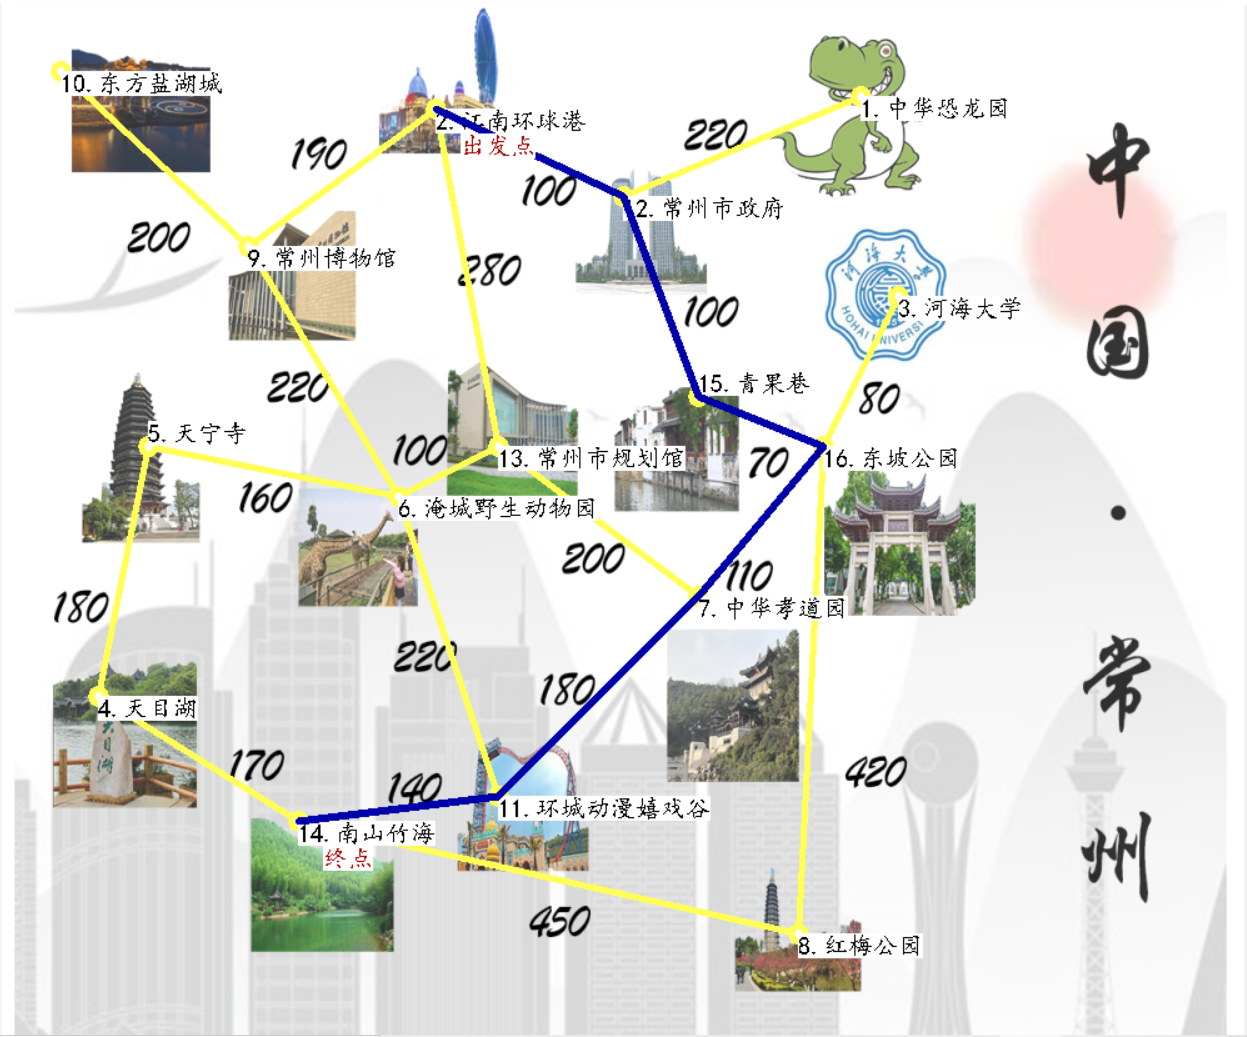 10. 东方盐湖城
2. 江南环球港
出发点
1. 中华恐龙园
190
220
100
12. 常州市政府
200
9. 常州博物馆
280
河海大学
HOHAI UNIVERSITY
3. 河海大学
100
220
15. 青果巷
80
5. 天宁寺
100
13. 常州市规划馆
70
16. 东坡公园
160
6. 淹城野生动物园
200
110
7. 中华孝道园
180
220
180
4. 天目湖
天目湖
170
140
420
11. 环城动漫嬉戏谷
14. 南山竹海
终点
450
8. 红梅公园
中国·常州